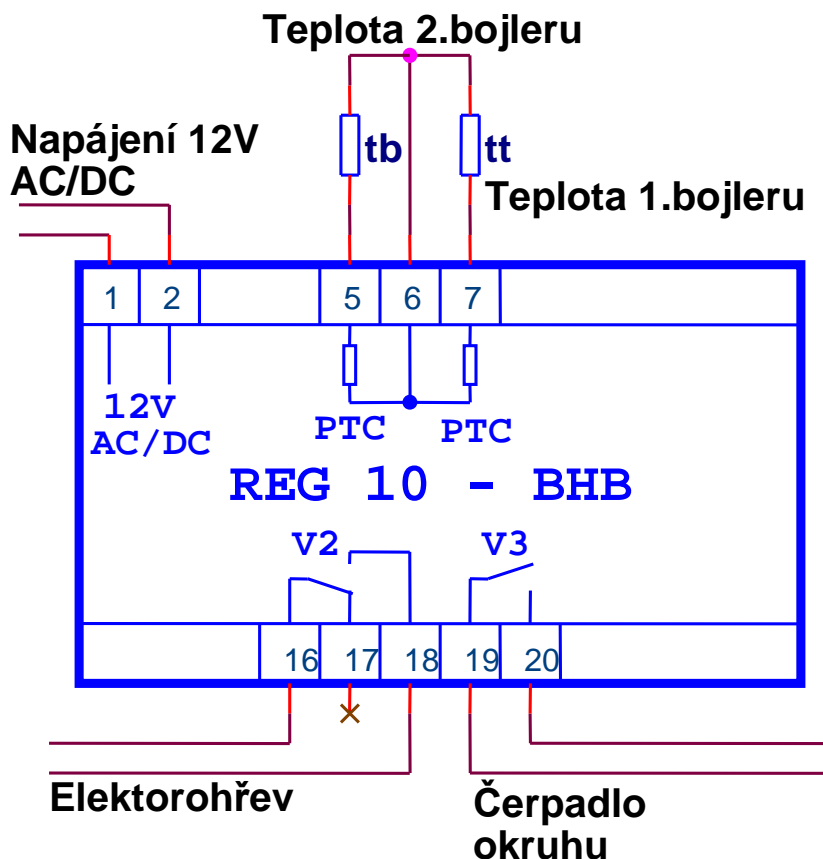 Teplota 2.bojleru
Napájení 12V
AC/DC
tb
tt
Teplota 1.bojleru
1 2 5 6 7
12V
AC/DC
PTC PTC
REG 10 - BHB
V2 V3
16 17 18 19 20
Elektorohřev
Čerpadlo
okruhu